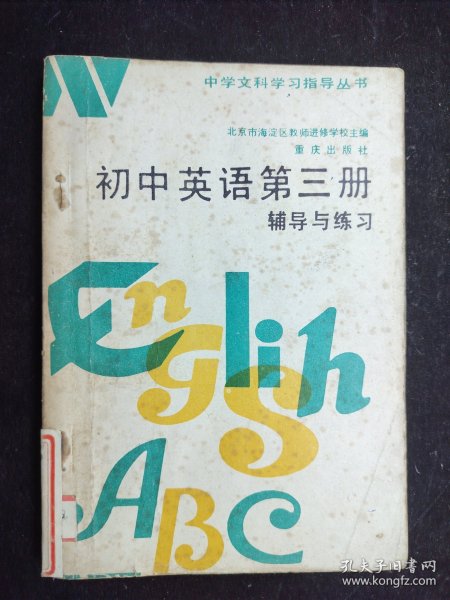 中学文科学习指导丛书
北京市海淀区教师进修学校主编
重庆出版社
初中英语第三册
辅导与练习
English
GS
ABC
孔夫子旧书网
www.kongfz.com